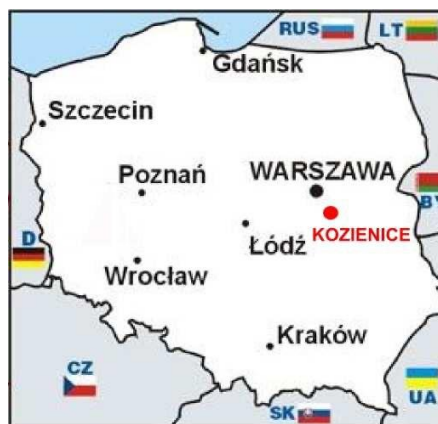 RUS
LT
Gdańsk
Szczecin
WARSZAWA
Poznań
BY
KOZIENICE
D
Łódź
Wrocław
Kraków
CZ
UA
SK